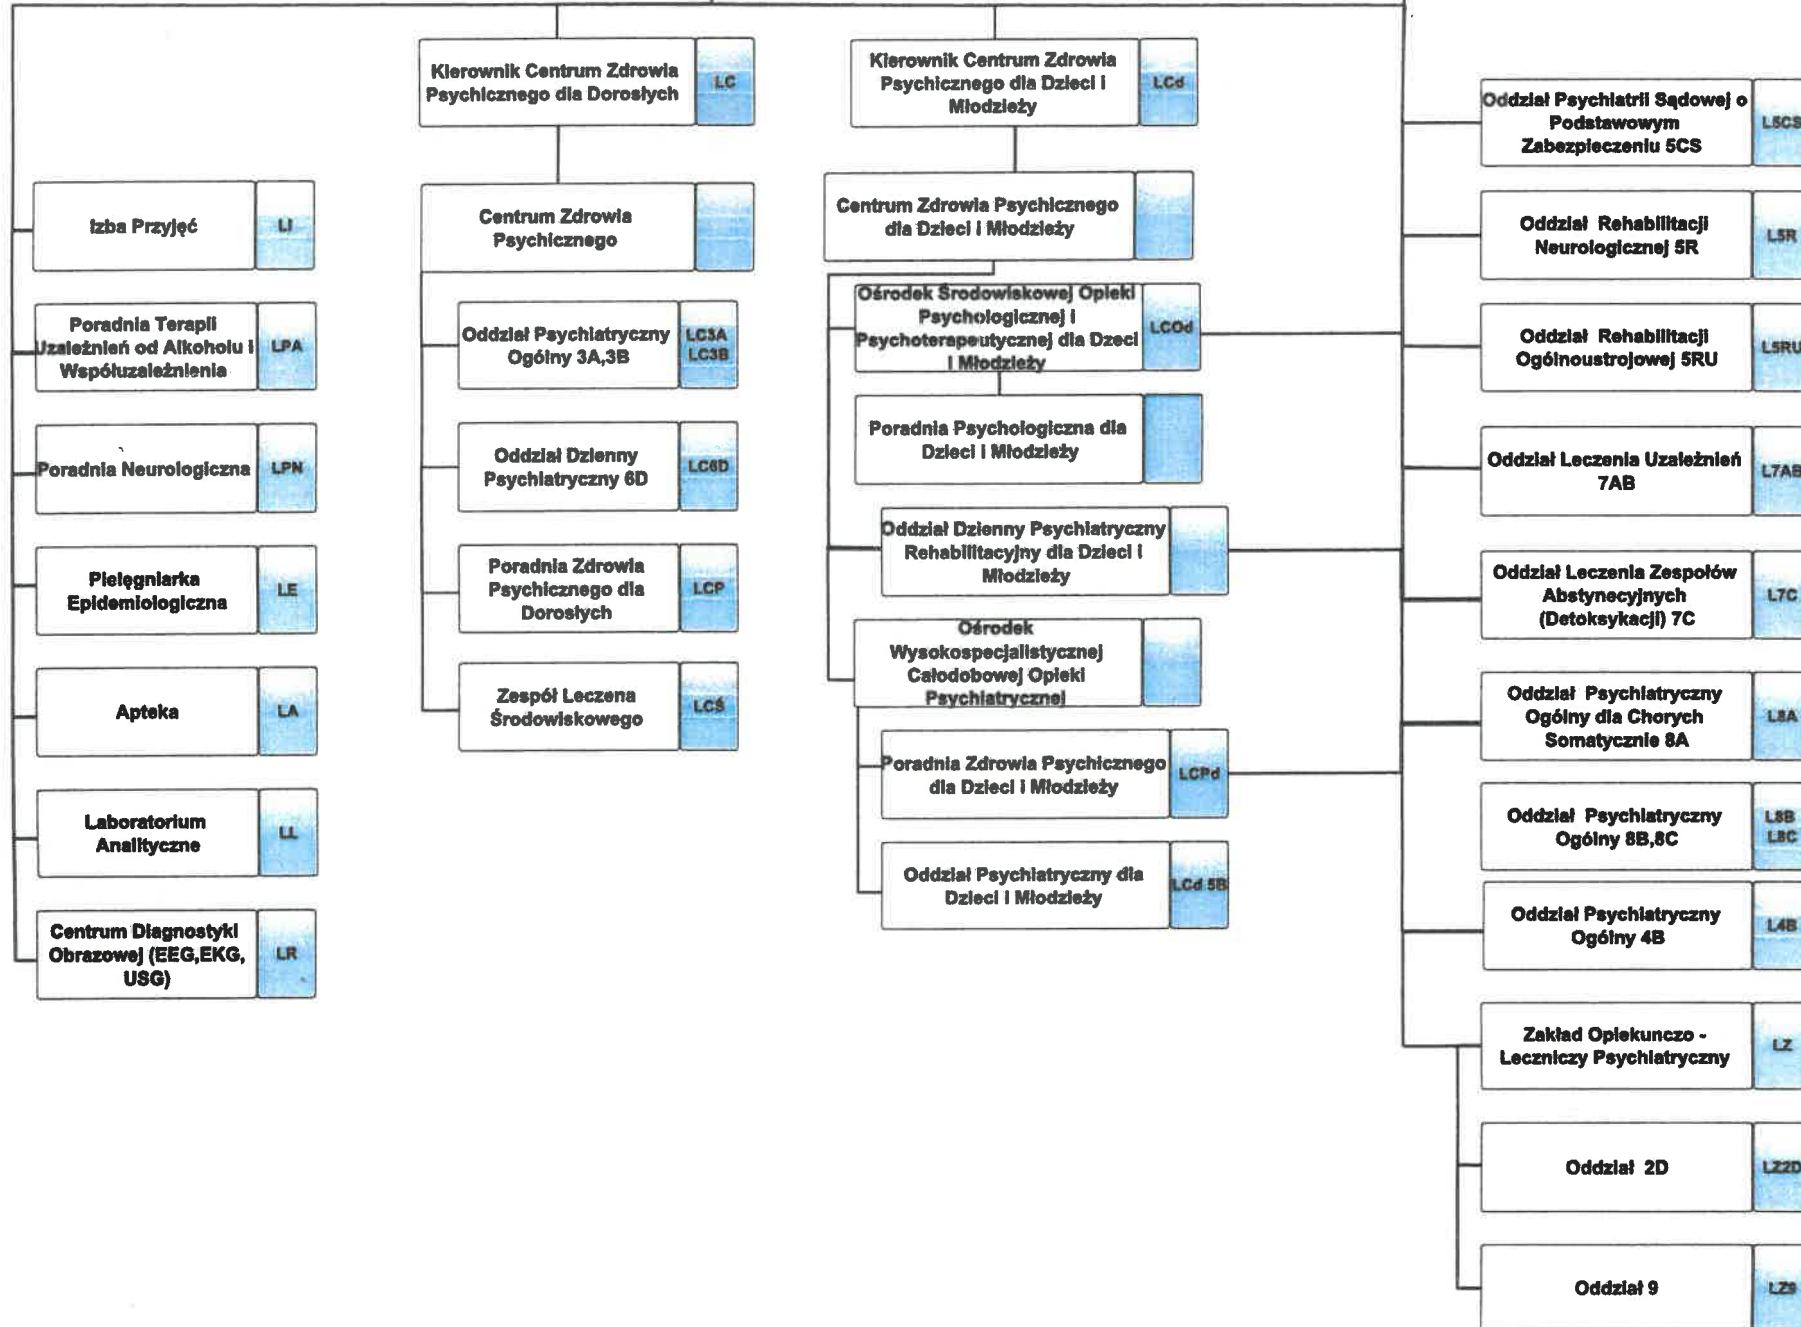 Kierownik Centrum Zdrowia
Psychicznego dla Dorosłych
LC
Kierownik Centrum Zdrowia
Psychicznego dla Dzieci i
Młodzieży
LCd
Izba Przyjęć
LI
Poradnia Terapii
Uzależnień od Alkoholu i
Współuzależnienia
LPA
Poradnia Neurologiczna
LPN
Pielęgniarka
Epidemiologiczna
LE
Apteka
LA
Laboratorium
Analityczne
LL
Centrum Diagnostyki
Obrazowej (EEG,EKG,
USG)
LR
Centrum Zdrowia
Psychicznego
Oddział Psychiatryczny
Ogólny 3A,3B
LC3A
LC3B
Oddział Dzienny
Psychiatryczny 6D
LC6D
Poradnia Zdrowia
Psychicznego dla
Dorosłych
LCP
Zespół Leczena
Środowiskowego
LCŚ
Centrum Zdrowia Psychicznego
dla Dzieci i Młodzieży
Ośrodek Środowiskowej Opieki
Psychologicznej i
Psychoterapeutycznej dla Dzeci
i Młodzieży
LCOd
Poradnia Psychologiczna dla
Dzieci i Młodzieży
Oddział Dzienny Psychiatryczny
Rehabilitacyjny dla Dzieci i
Młodzieży
Ośrodek
Wysokospecjalistycznej
Całodobowej Opieki
Psychiatrycznej
Poradnia Zdrowia Psychicznego
dla Dzieci i Młodzieży
LCPd
Oddział Psychiatryczny dla
Dzieci i Młodzieży
LCd 5B
Oddział Psychiatrii Sądowej o
Podstawowym
Zabezpieczeniu 5CS
L5CS
Oddział Rehabilitacji
Neurologicznej 5R
L5R
Oddział Rehabilitacji
Ogólnoustrojowej 5RU
L5RU
Oddział Leczenia Uzależnień
7AB
L7AB
Oddział Leczenia Zespołów
Abstynecyjnych
(Detoksykacji) 7C
L7C
Oddział Psychiatryczny
Ogólny dla Chorych
Somatycznie 8A
L8A
Oddział Psychiatryczny
Ogólny 8B,8C
L8B
L8C
Oddział Psychiatryczny
Ogólny 4B
L4B
Zakład Opiekunczo -
Leczniczy Psychiatryczny
LZ
Oddział 2D
LZ2D
Oddział 9
LZ9